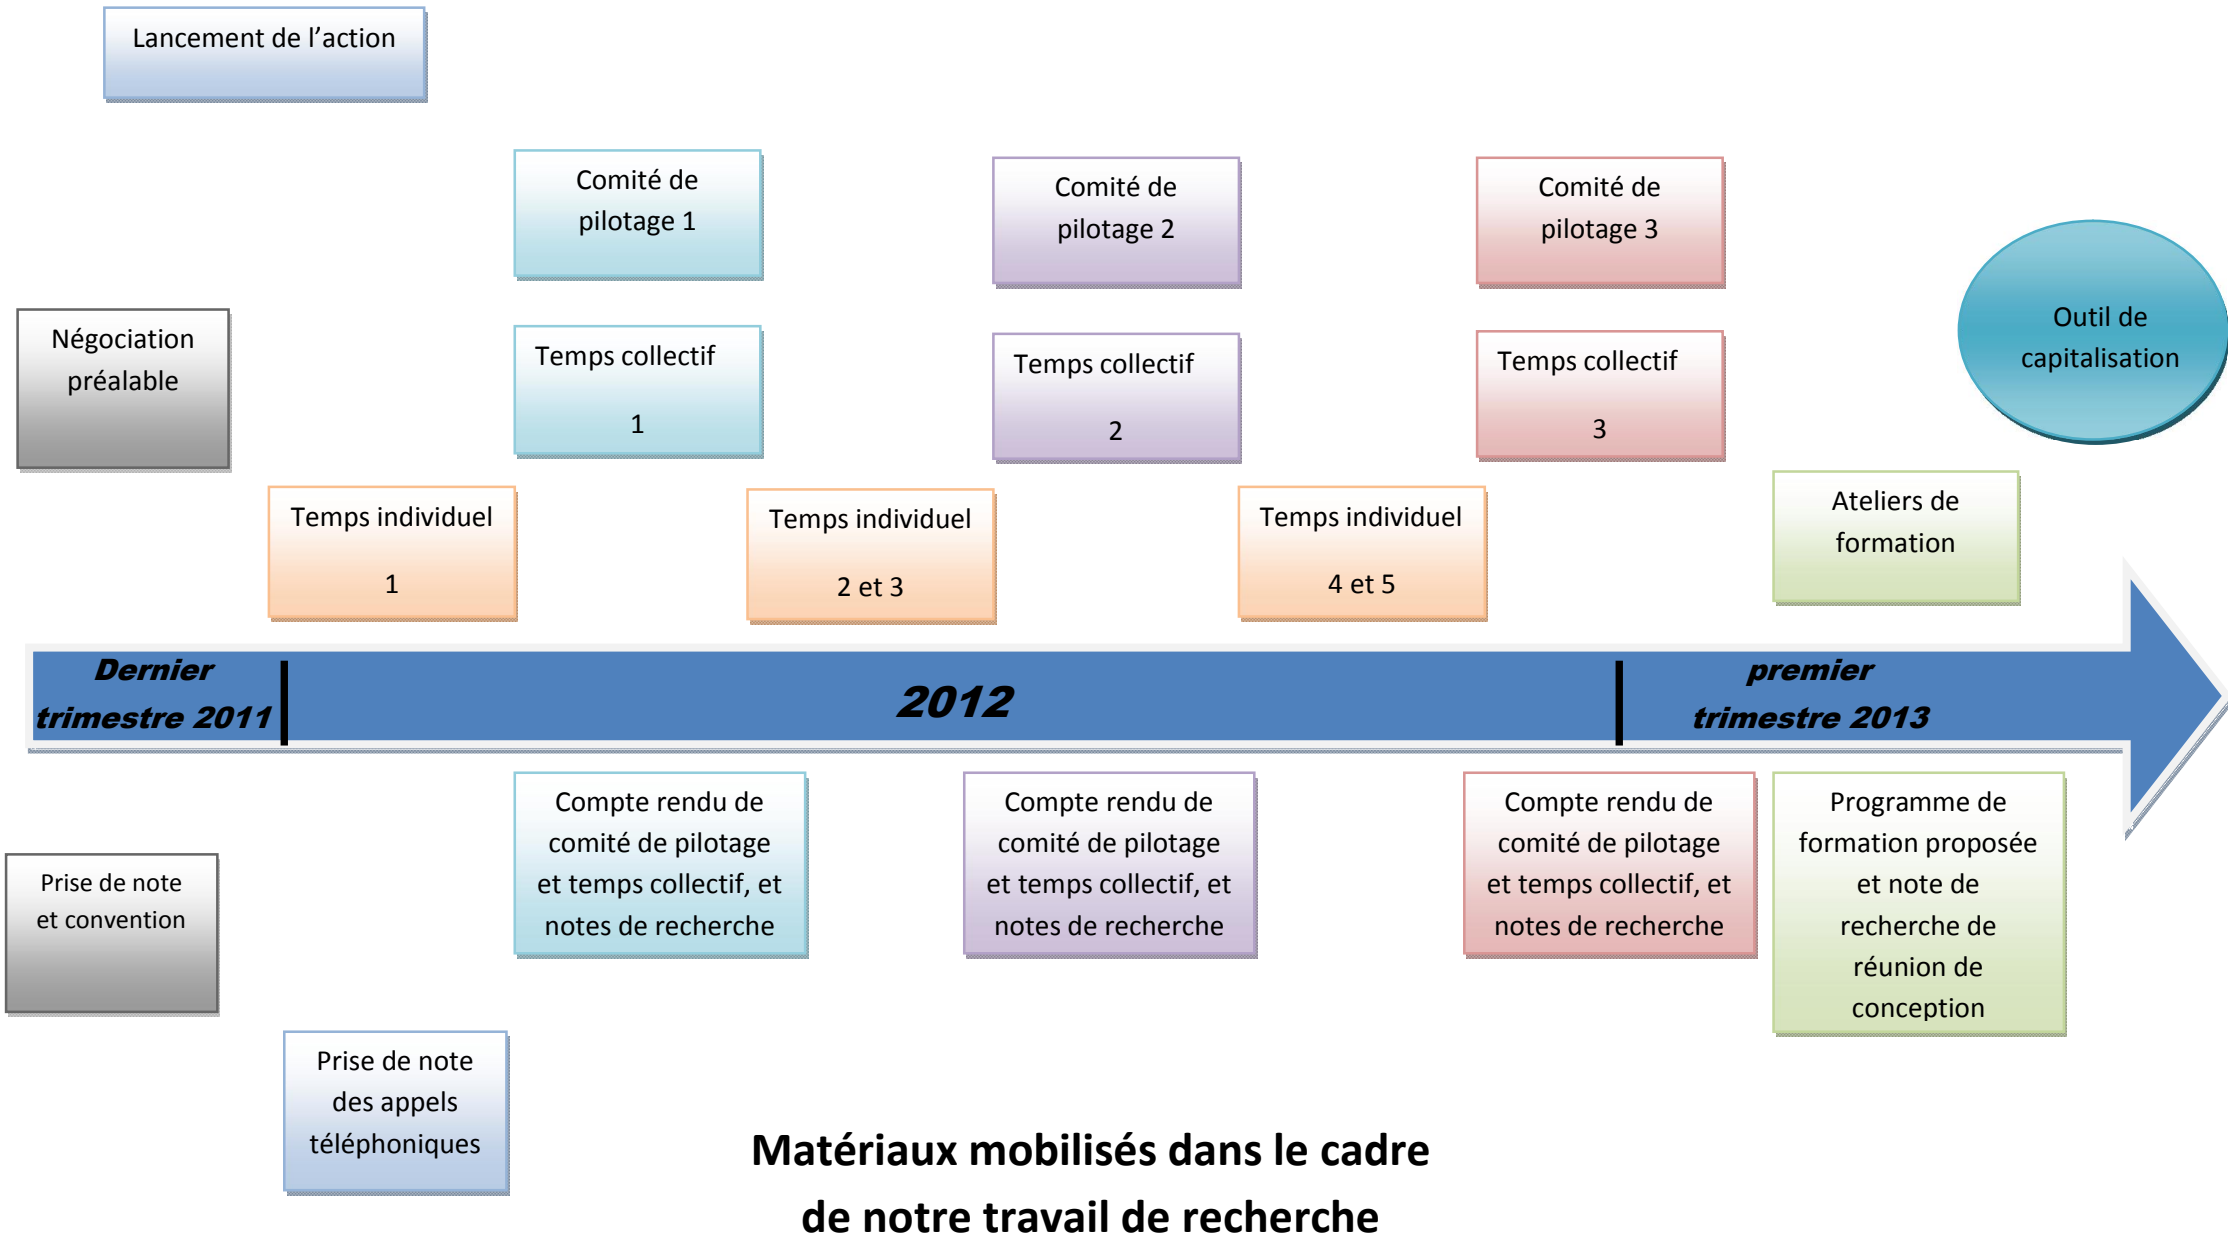 Lancement de l’action
Comité de
pilotage 1
Comité de
pilotage 2
Comité de
pilotage 3
Négociation
préalable
Temps collectif
1
Temps collectif
2
Temps collectif
3
Outil de
capitalisation
Temps individuel
1
Temps individuel
2 et 3
Temps individuel
4 et 5
Ateliers de
formation
Dernier
trimestre 2011
2012
premier
trimestre 2013
Prise de note
et convention
Prise de note
des appels
téléphoniques
Compte rendu de
comité de pilotage
et temps collectif, et
notes de recherche
Compte rendu de
comité de pilotage
et temps collectif, et
notes de recherche
Compte rendu de
comité de pilotage
et temps collectif, et
notes de recherche
Programme de
formation proposée
et note de
recherche de
réunion de
conception
Matériaux mobilisés dans le cadre
de notre travail de recherche